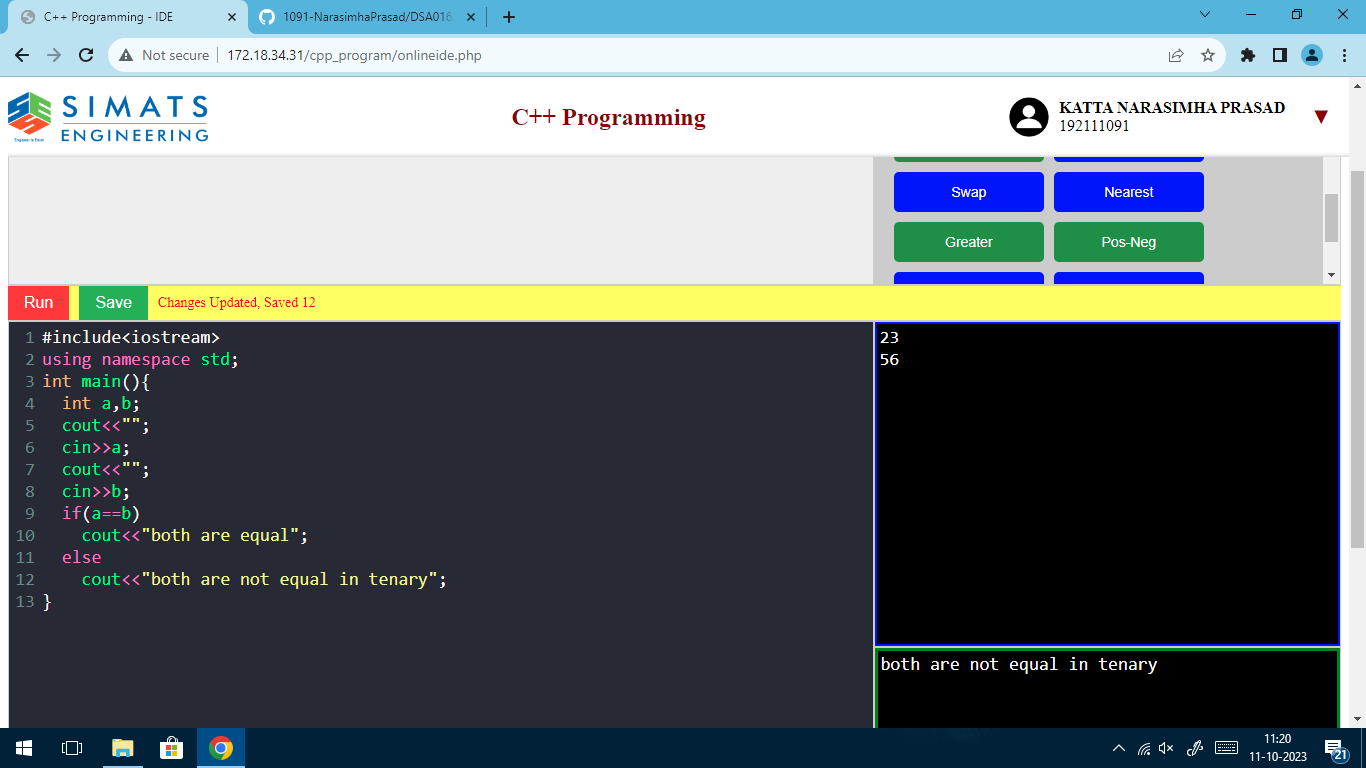 C++ Programming - IDE
1091-NarasimhaPrasad/DSA016
Not secure
172.18.34.31/cpp_program/onlineide.php
SIMATS
ENGINEERING
Engineer to Excel
C++ Programming
KATTA NARASIMHA PRASAD
192111091
Swap
Nearest
Greater
Pos-Neg
Run
Save
Changes Updated, Saved 12
1 #include<iostream>
2 using namespace std;
3 int main(){
4 int a,b;
5 cout<<"";
6 cin>>a;
7 cout<<"";
8 cin>>b;
9 if(a==b)
10 cout<<"both are equal";
11 else
12 cout<<"both are not equal in tenary";
13 }
23
56
both are not equal in tenary
11:20
11-10-2023
21